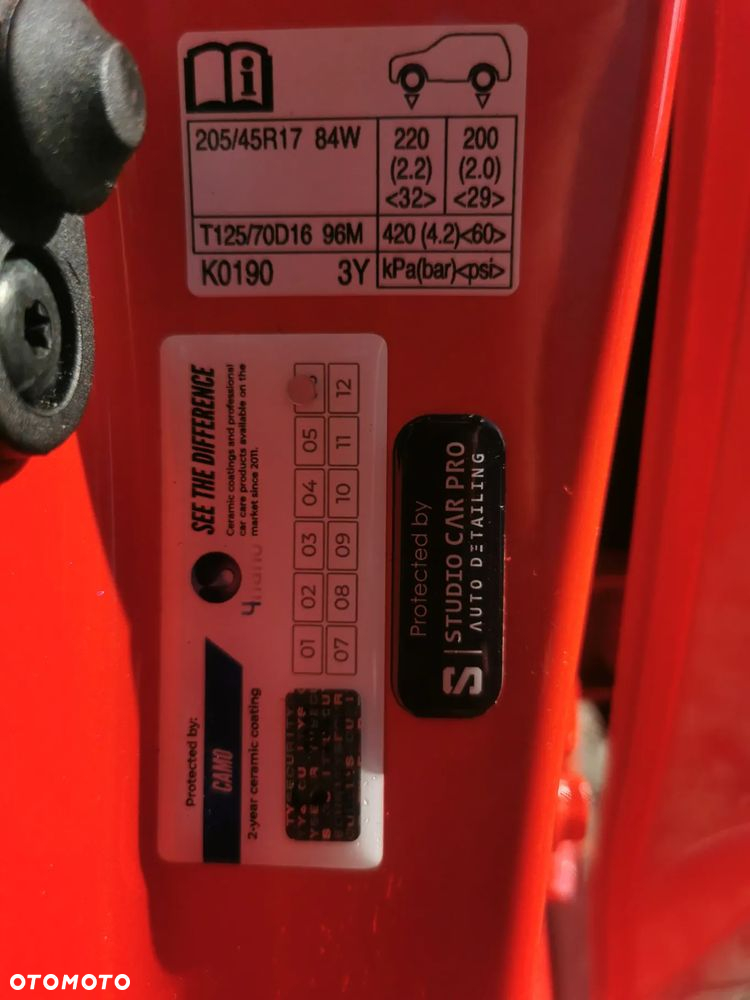 i
205/45R17 84W
220
(2.2)
<32>
200
(2.0)
<29>
T125/70D16 96M
420 (4.2)<60>
K0190 3Y
kPa(bar)<psi>
SEE THE DIFFERENCE
Ceramic coatings and professional
car care products available on the
market since 2011.
4nano
Protected by:
CAMO
2-year ceramic coating
01 02 03 04 05
07 08 09 10 11 12
SECURITY
Protected by
S STUDIO CAR PRO
AUTO DETAILING
OTOMOTO